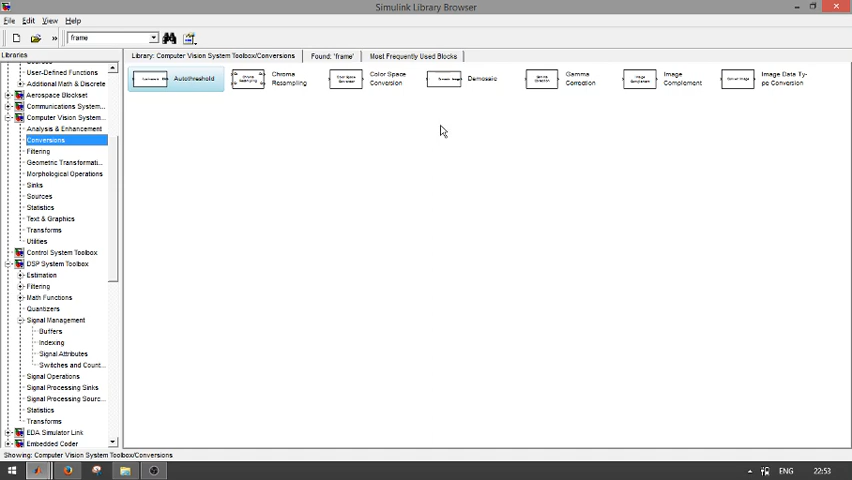 Simulink Library Browser
File Edit View Help
frame
Libraries
Library: Computer Vision System Toolbox/Conversions
Found: 'frame'
Most Frequently Used Blocks
User-Defined Functions
Additional Math & Discrete
Aerospace Blockset
Communications System...
Computer Vision System...
Analysis & Enhancement
Conversions
Filtering
Geometric Transformati...
Morphological Operations
Sinks
Sources
Statistics
Text & Graphics
Transforms
Utilities
Control System Toolbox
DSP System Toolbox
Estimation
Filtering
Math Functions
Quantizers
Signal Management
Buffers
Indexing
Signal Attributes
Switches and Count...
Signal Operations
Signal Processing Sinks
Signal Processing Sourc...
Statistics
Transforms
EDA Simulator Link
Embedded Coder
Autothreshold
Chroma
Resampling
Color Space
Conversion
Demosaic
Gamma
Correction
Image
Complement
Image Data Ty-
pe Conversion
Showing: Computer Vision System Toolbox/Conversions
ENG
22:53